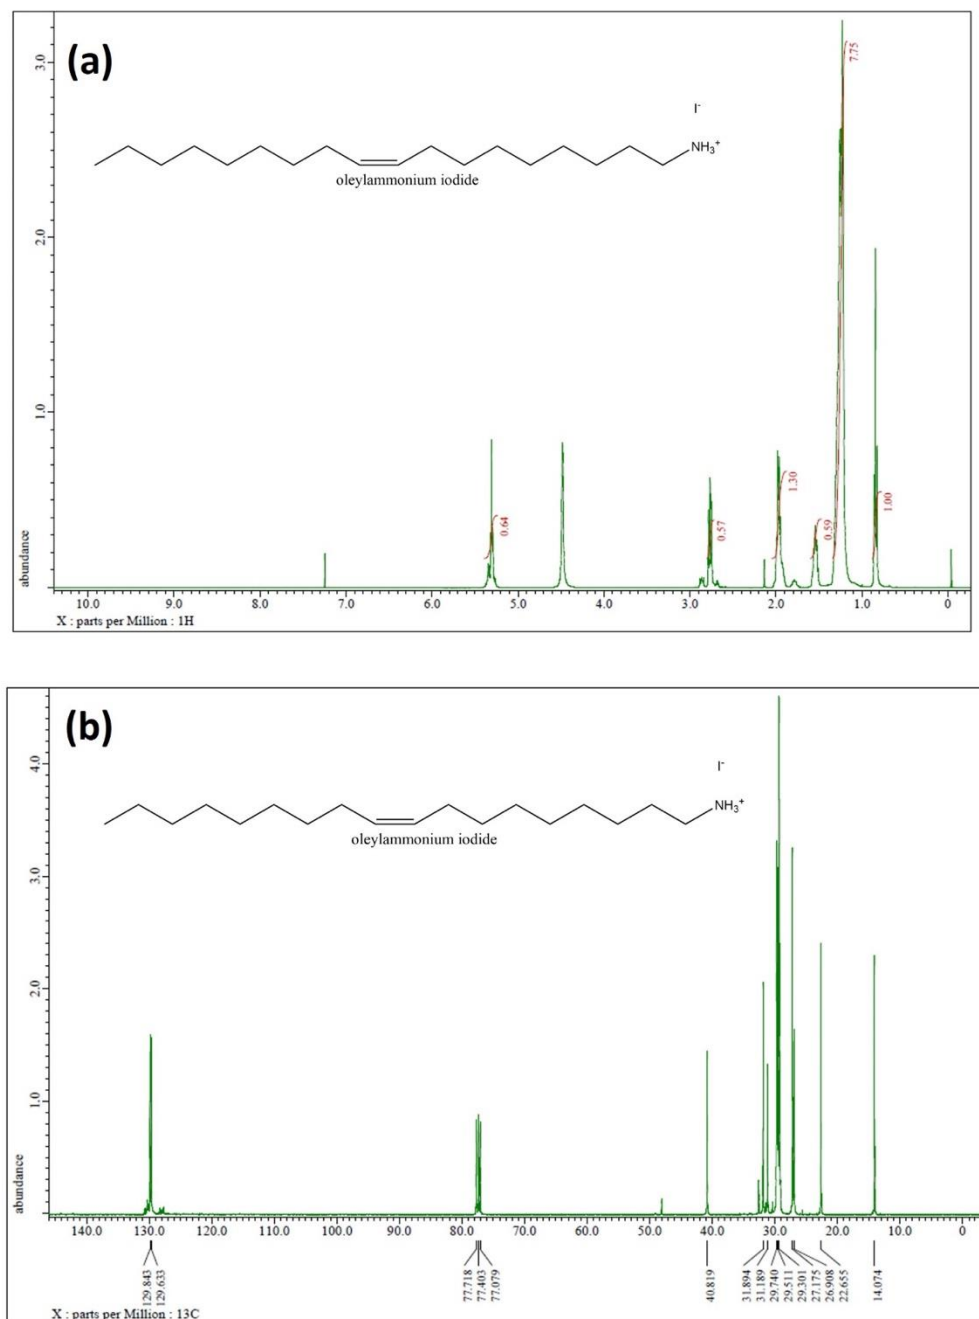 (a)
3.0
2.0
1.0
abundance
I-
NH3+
oleylammonium iodide
7.75
0.64
0.57
1.30
0.59
1.00
10.0 9.0 8.0 7.0 6.0 5.0 4.0 3.0 2.0 1.0 0
X : parts per Million : 1H
(b)
4.0
3.0
2.0
1.0
abundance
I-
NH3+
oleylammonium iodide
140.0 130.0 120.0 110.0 100.0 90.0 80.0 70.0 60.0 50.0 40.0 30.0 20.0 10.0 0
129.843
129.633
77.718
77.403
77.079
40.819
31.894
31.189
29.740
29.511
29.301
27.175
26.908
22.655
14.074
X : parts per Million : 13C